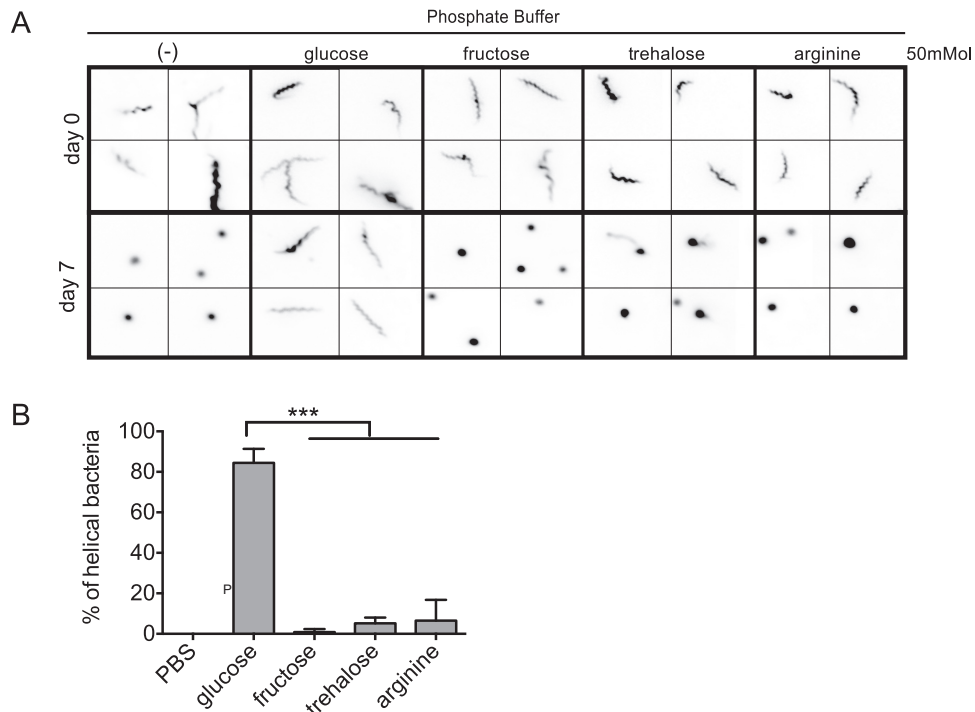 A
Phosphate Buffer
(-) glucose fructose trehalose arginine 50mMol
day 0
day 7
B
***
% of helical bacteria
100
80
60
40
20
0
P
PBS glucose fructose trehalose arginine